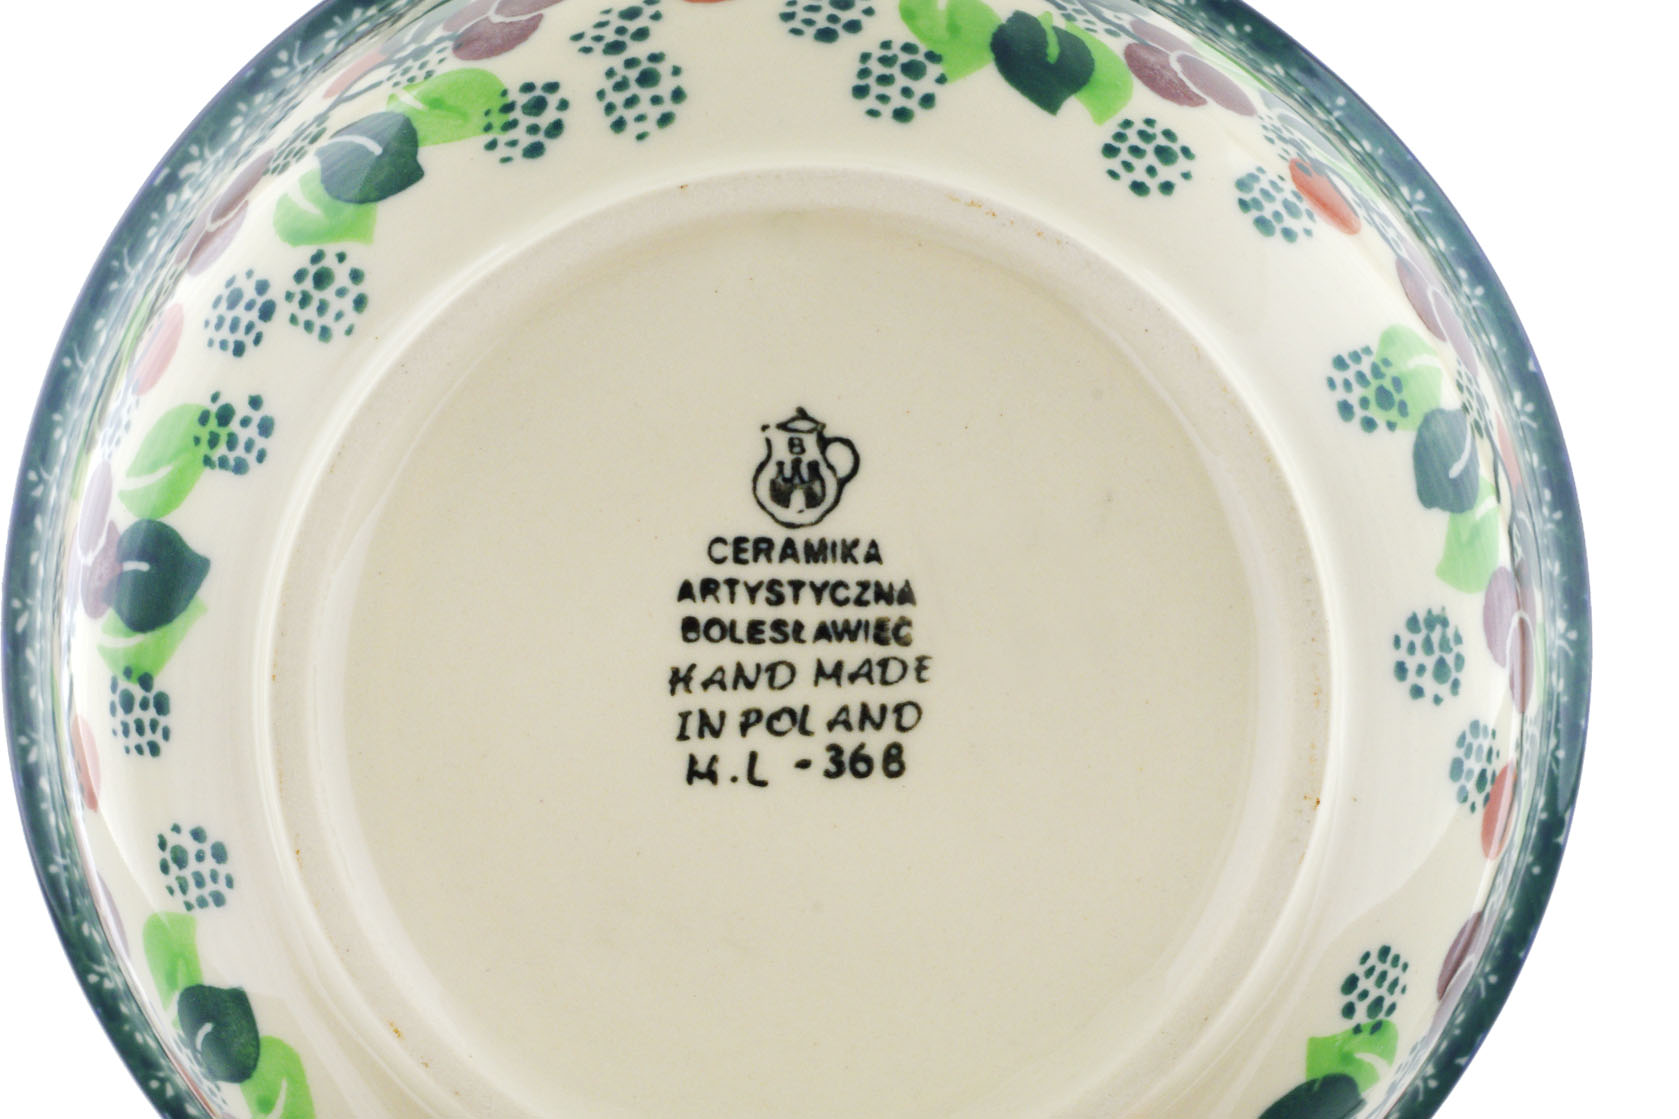 B
CERAMIKA
ARTYSTYCZNA
BOLESŁAWIEC
HAND MADE
IN POLAND
M.L - 368